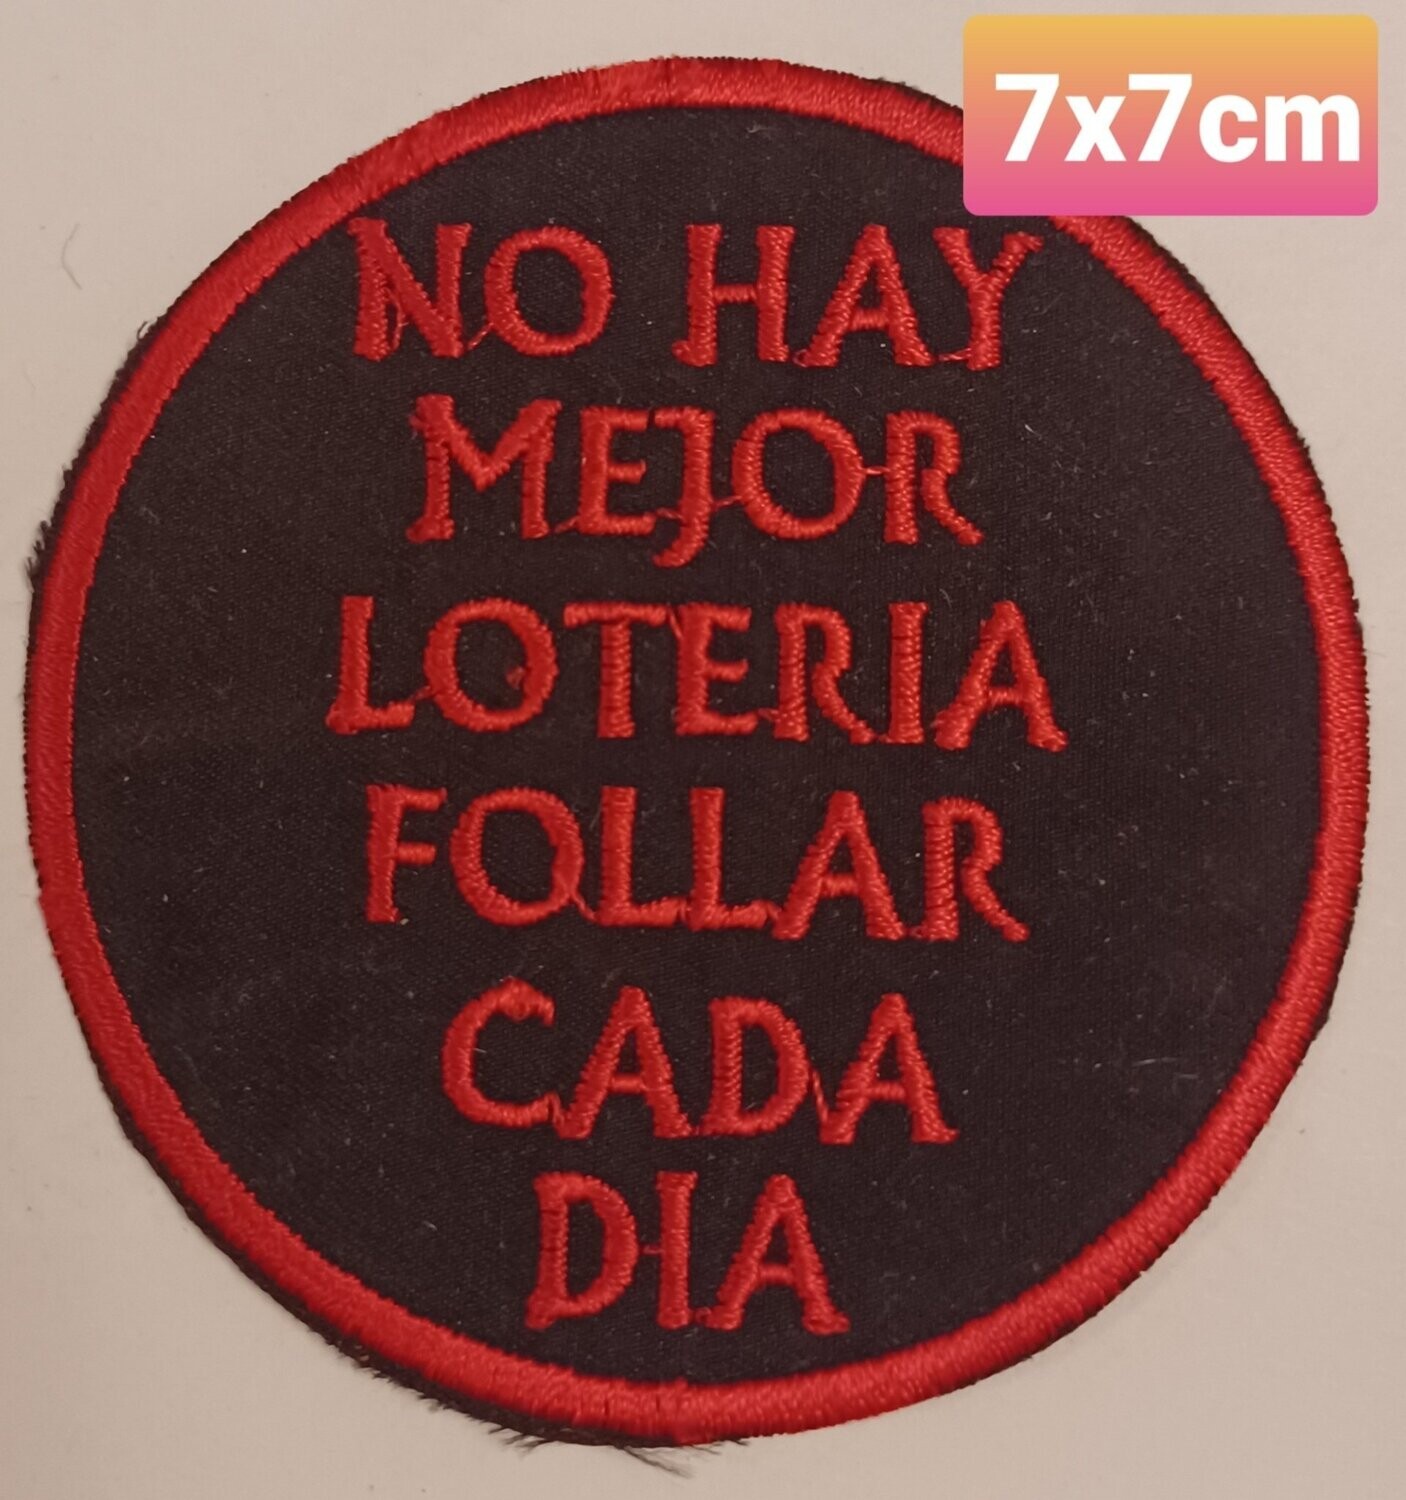 7x7cm
NO HAY
MEJOR
LOTERIA
FOLLAR
CADA
DIA